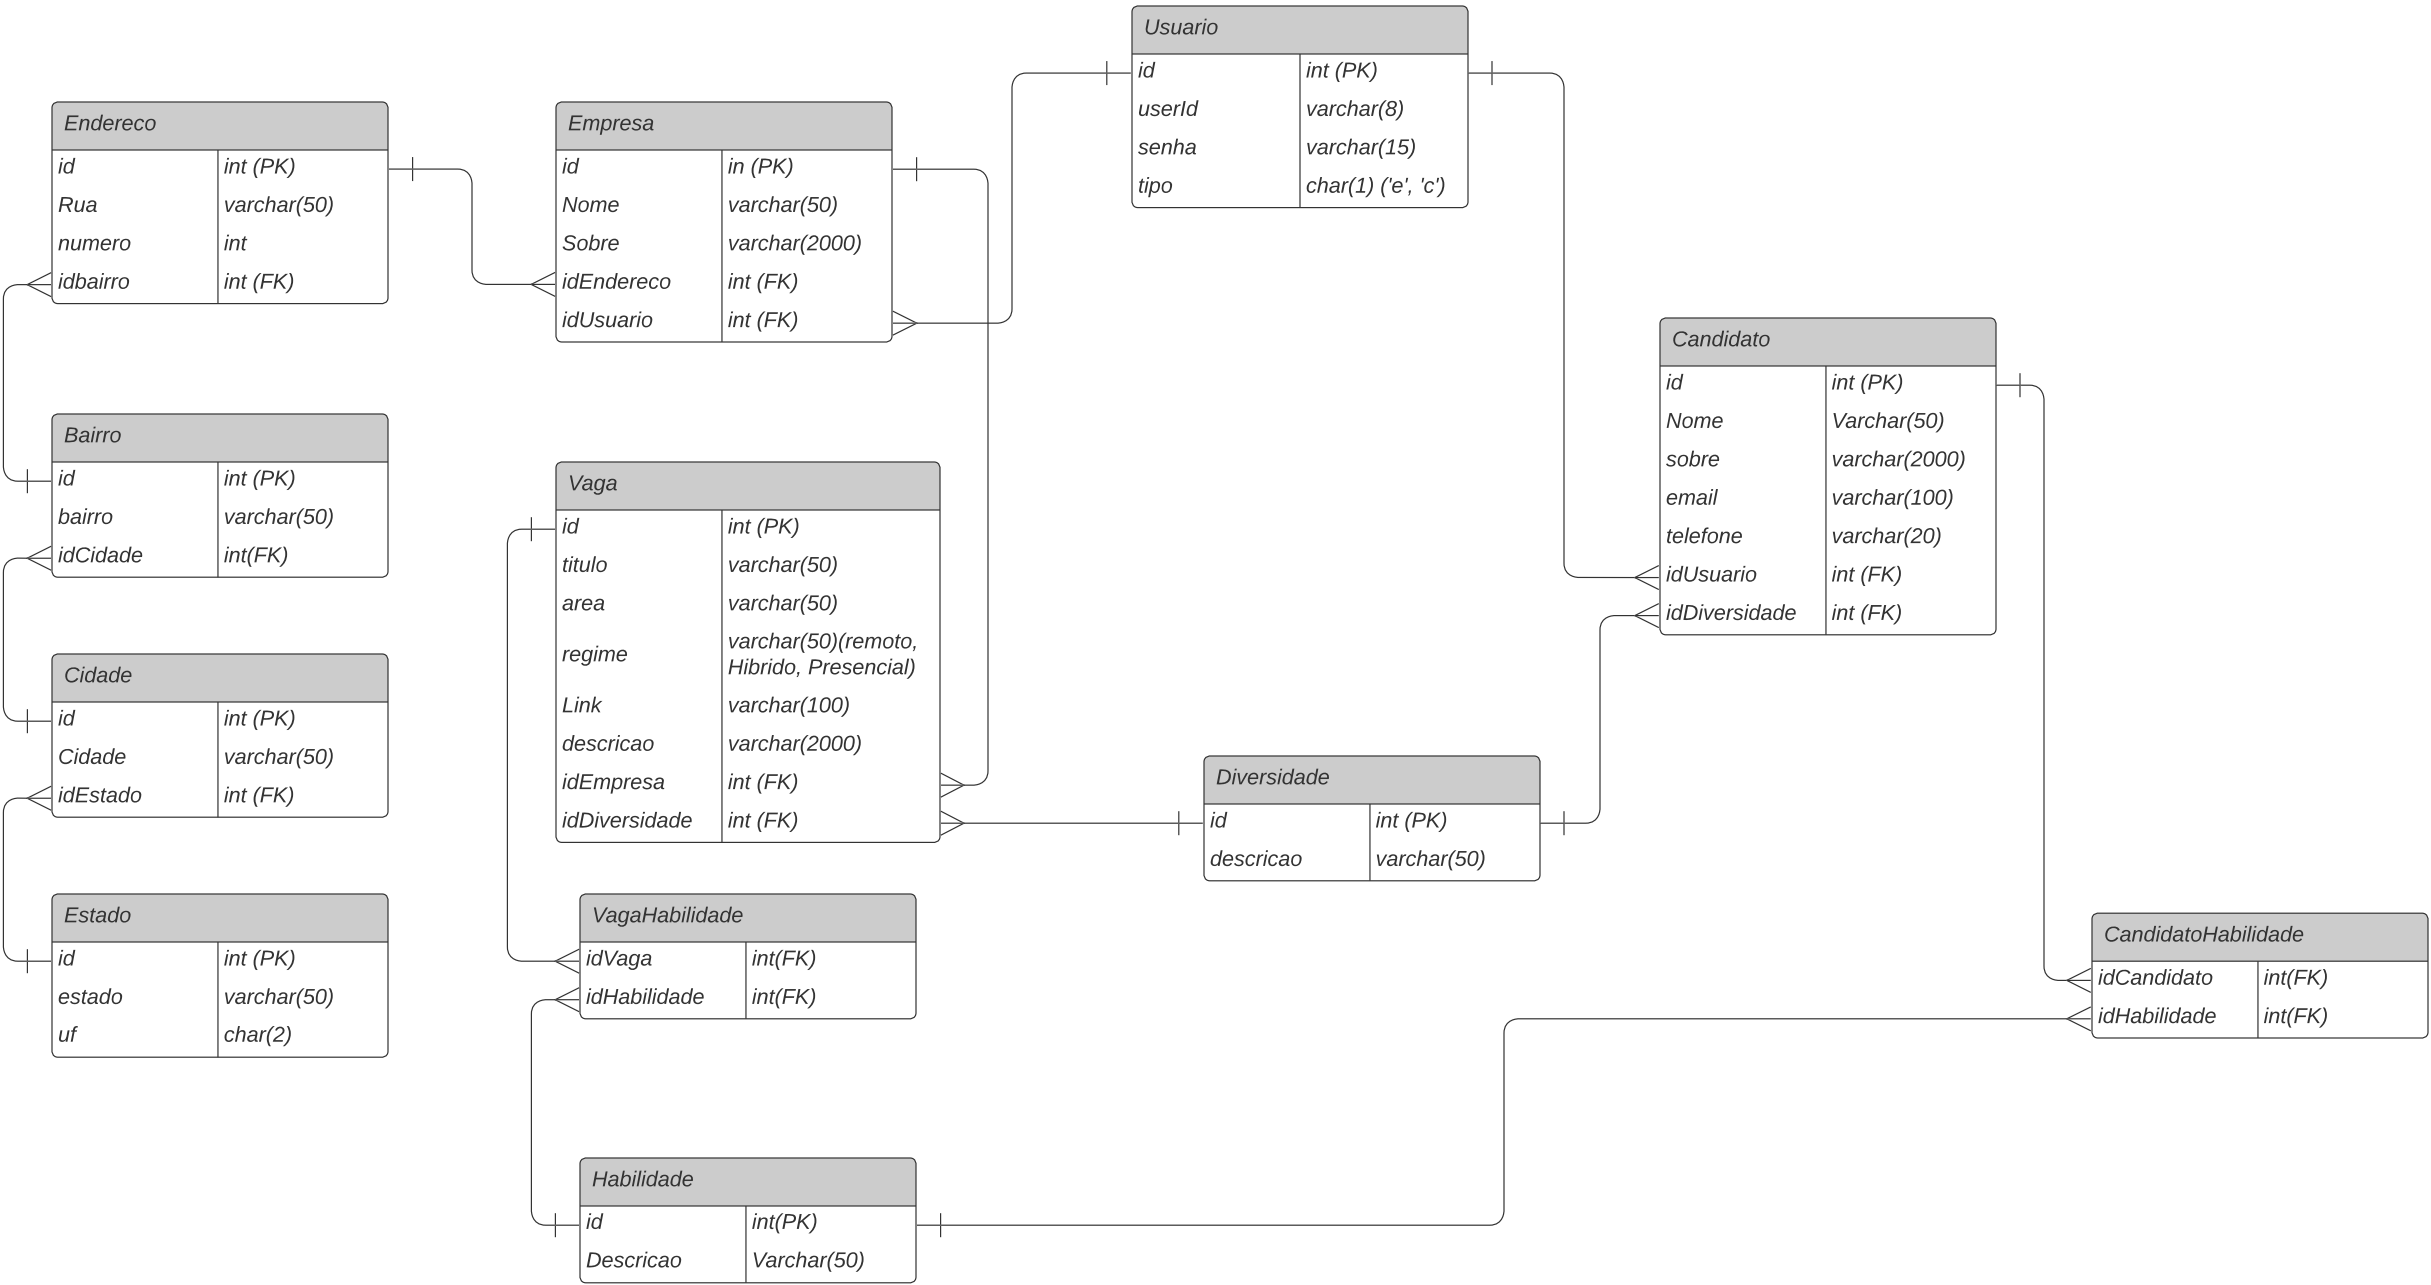 Usuario
id int (PK)
userId varchar(8)
senha varchar(15)
tipo char(1) ('e', 'c')
Endereco
id int (PK)
Rua varchar(50)
numero int
idbairro int (FK)
Empresa
id in (PK)
Nome varchar(50)
Sobre varchar(2000)
idEndereco int (FK)
idUsuario int (FK)
Candidato
id int (PK)
Nome Varchar(50)
sobre varchar(2000)
email varchar(100)
telefone varchar(20)
idUsuario int (FK)
idDiversidade int (FK)
Bairro
id int (PK)
bairro varchar(50)
idCidade int(FK)
Vaga
id int (PK)
titulo varchar(50)
area varchar(50)
regime varchar(50)(remoto,
Hibrido, Presencial)
Link varchar(100)
descricao varchar(2000)
idEmpresa int (FK)
idDiversidade int (FK)
Cidade
id int (PK)
Cidade varchar(50)
idEstado int (FK)
Diversidade
id int (PK)
descricao varchar(50)
Estado
id int (PK)
estado varchar(50)
uf char(2)
VagaHabilidade
idVaga int(FK)
idHabilidade int(FK)
CandidatoHabilidade
idCandidato int(FK)
idHabilidade int(FK)
Habilidade
id int(PK)
Descricao Varchar(50)